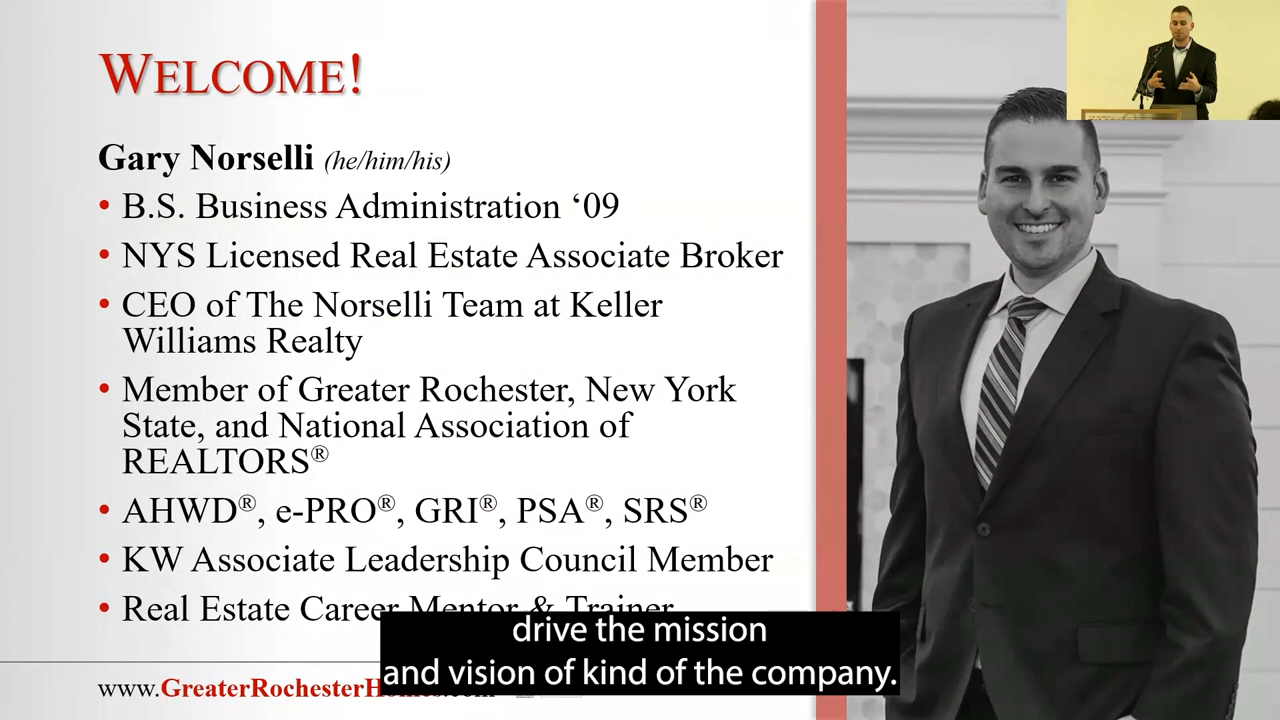 WELCOME!
Gary Norselli (he/him/his)
• B.S. Business Administration ‘09
• NYS Licensed Real Estate Associate Broker
• CEO of The Norselli Team at Keller
Williams Realty
• Member of Greater Rochester, New York
State, and National Association of
REALTORS®
• AHWD®, e-PRO®, GRI®, PSA®, SRS®
• KW Associate Leadership Council Member
• Real Estate Career Mentor & Trainer
drive the mission
and vision of kind of the company.
www.GreaterRochesterHomes.com